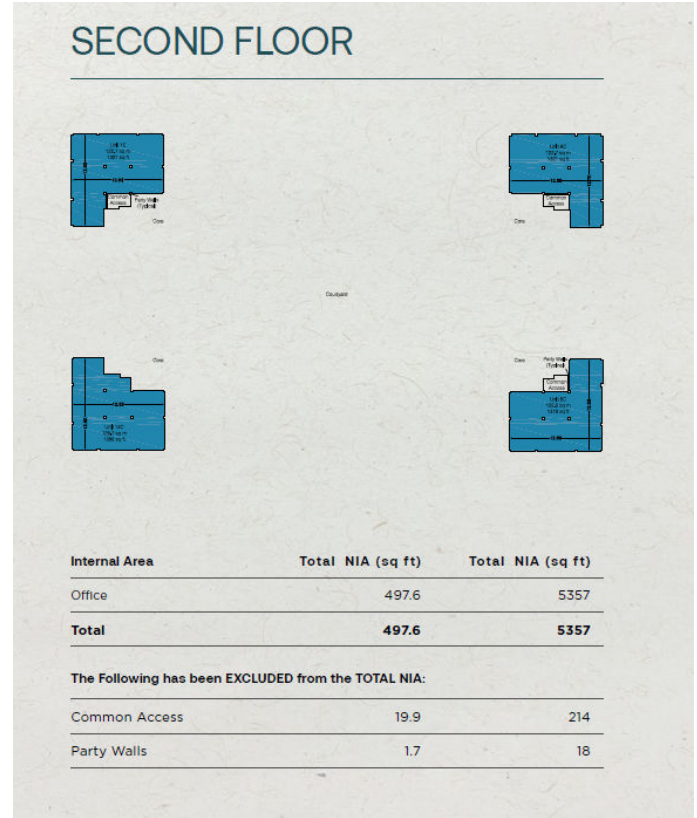 SECOND FLOOR
Common
Access
Party Walls
(Typical)
Core
Common
Access
Core
Courtyard
Core
Core
Party Walls
(Typical)
Common
Access
Internal Area Total NIA (sq ft) Total NIA (sq ft)
Office 497.6 5357
Total 497.6 5357
The Following has been EXCLUDED from the TOTAL NIA:
Common Access 19.9 214
Party Walls 1.7 18